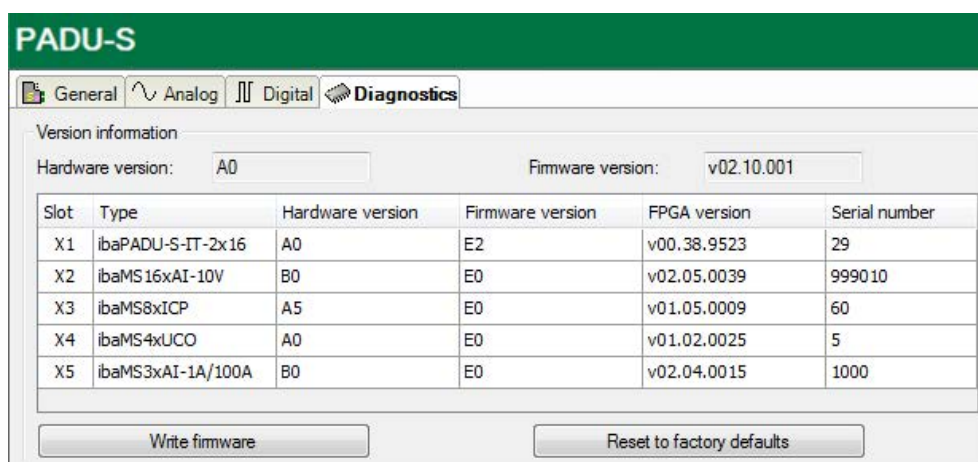 PADU-S
General Analog Digital Diagnostics
Version information
Hardware version: A0 Firmware version: v02.10.001
Slot Type Hardware version Firmware version FPGA version Serial number
X1 ibaPADU-S-IT-2x16 A0 E2 v00.38.9523 29
X2 ibaMS16xAI-10V B0 E0 v02.05.0039 999010
X3 ibaMS8xICP A5 E0 v01.05.0009 60
X4 ibaMS4xUCO A0 E0 v01.02.0025 5
X5 ibaMS3xAI-1A/100A B0 E0 v02.04.0015 1000
Write firmware Reset to factory defaults